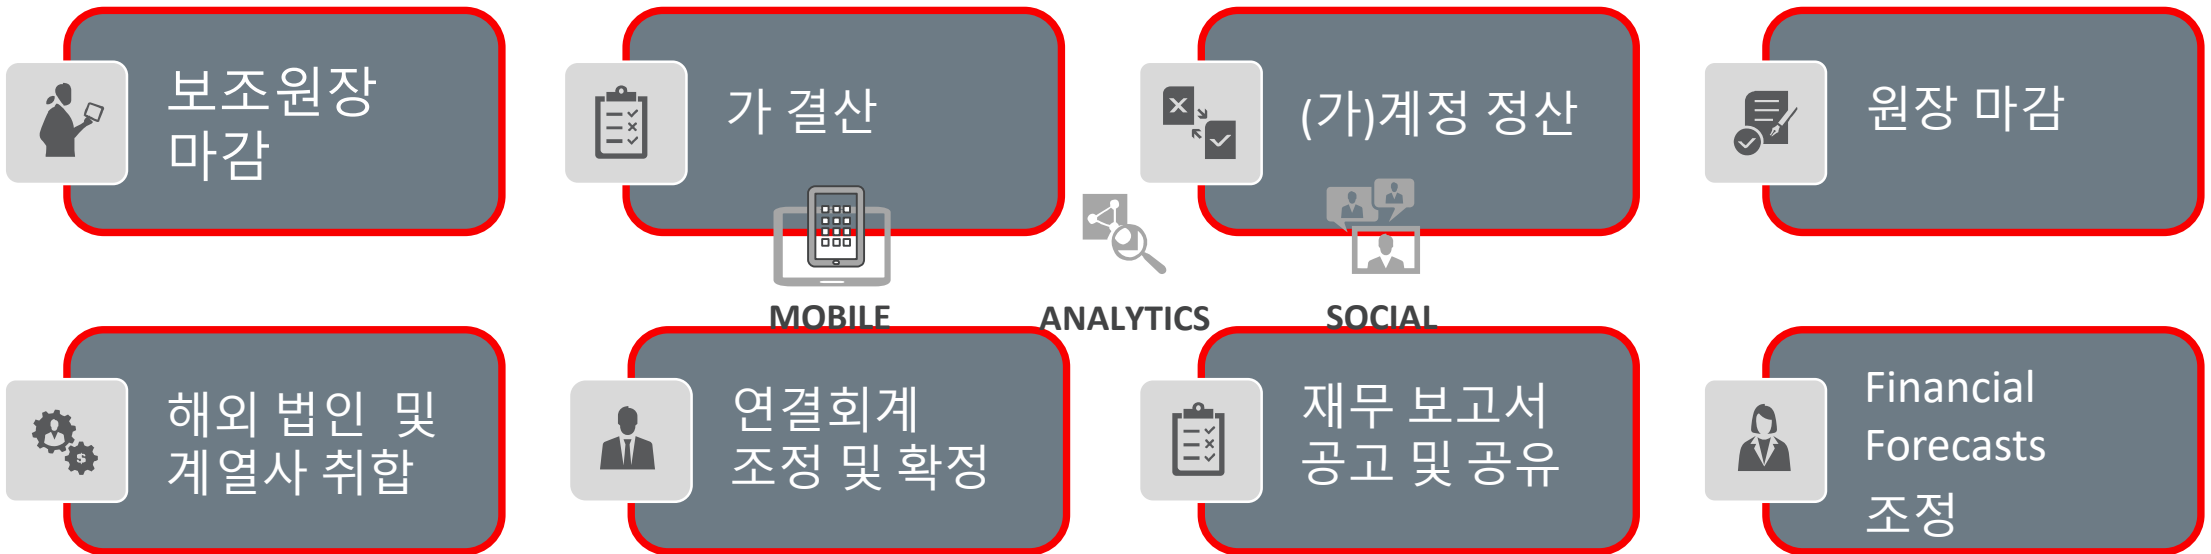 보조원장
마감
가 결산
(가)계정 정산
원장 마감
MOBILE
ANALYTICS
SOCIAL
해외 법인 및
계열사 취합
연결회계
조정 및 확정
재무 보고서
공고 및 공유
Financial
Forecasts
조정